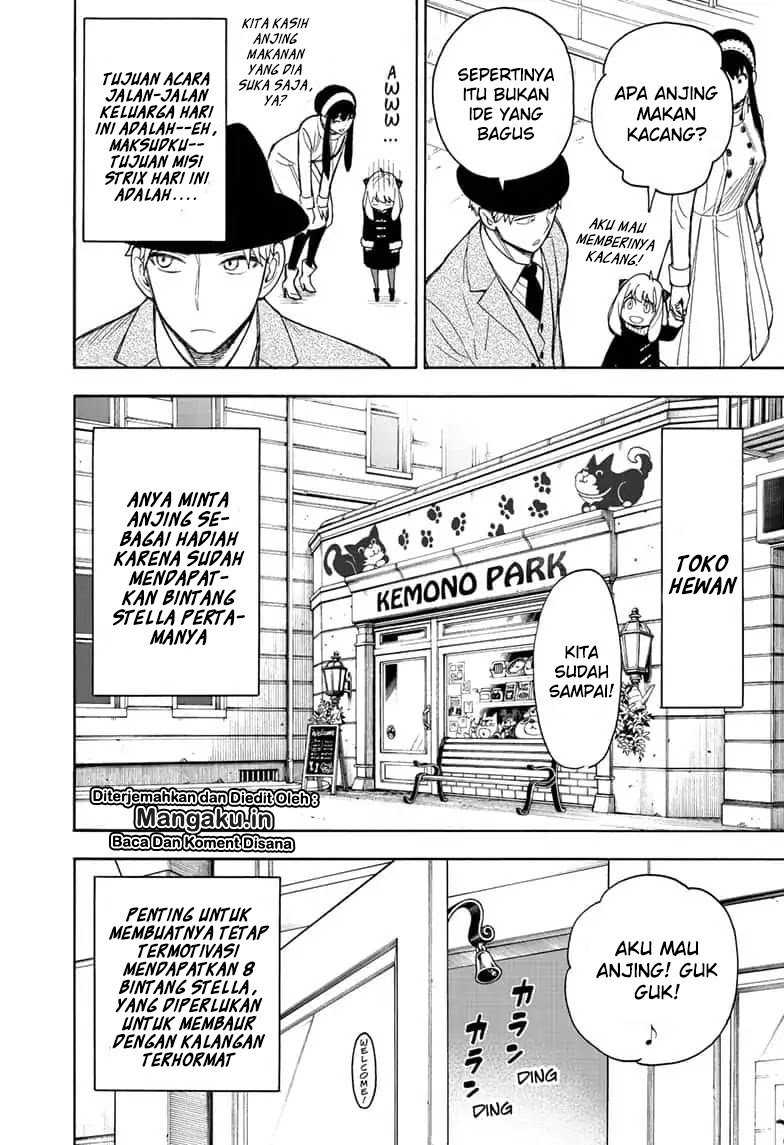 APA ANJING
MAKAN
KACANG?
SEPERTINYA
ITU BUKAN
IDE YANG
BAGUS
AKU MAU
MEMBERINYA
KACANG!
KITA KASIH
ANJING
MAKANAN
YANG DIA
SUKA SAJA,
YA?
AWWW...
TUJUAN ACARA
JALAN-JALAN
KELUARGA HARI
INI ADALAH--EH,
MAKSUDKU--
TUJUAN MISI
STRIX HARI INI
ADALAH....
TOKO
HEWAN
KEMONO PARK
KITA
SUDAH
SAMPAI!
WELCOME
ANYA MINTA
ANJING SE-
BAGAI HADIAH
KARENA SUDAH
MENDAPAT-
KAN BINTANG
STELLA PERTA-
MANYA
Diterjemahkan dan Diedit Oleh :
Mangaku.in
Baca Dan Koment Disana
AKU MAU
ANJING! GUK
GUK!
♪
カラン
カラン
DING
DING
WELCOME!
PENTING UNTUK
MEMBUATNYA TETAP
TERMOTIVASI
MENDAPATKAN 8
BINTANG STELLA,
YANG DIPERLUKAN
UNTUK MEMBAUR
DENGAN KALANGAN
TERHORMAT